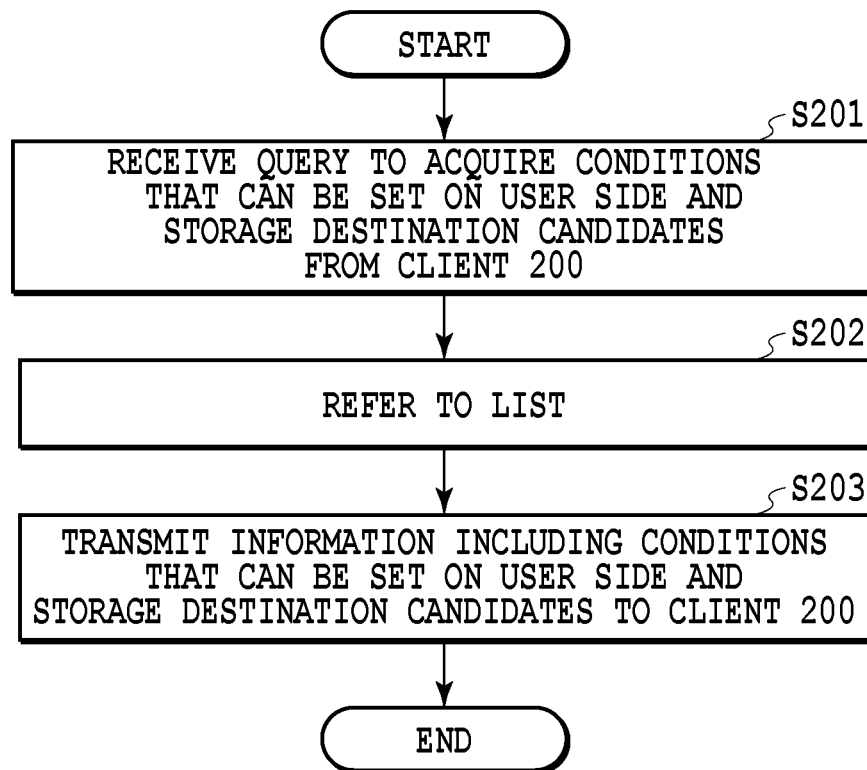 START
S201
RECEIVE QUERY TO ACQUIRE CONDITIONS
THAT CAN BE SET ON USER SIDE AND
STORAGE DESTINATION CANDIDATES
FROM CLIENT 200
S202
REFER TO LIST
S203
TRANSMIT INFORMATION INCLUDING CONDITIONS
THAT CAN BE SET ON USER SIDE AND
STORAGE DESTINATION CANDIDATES TO CLIENT 200
END